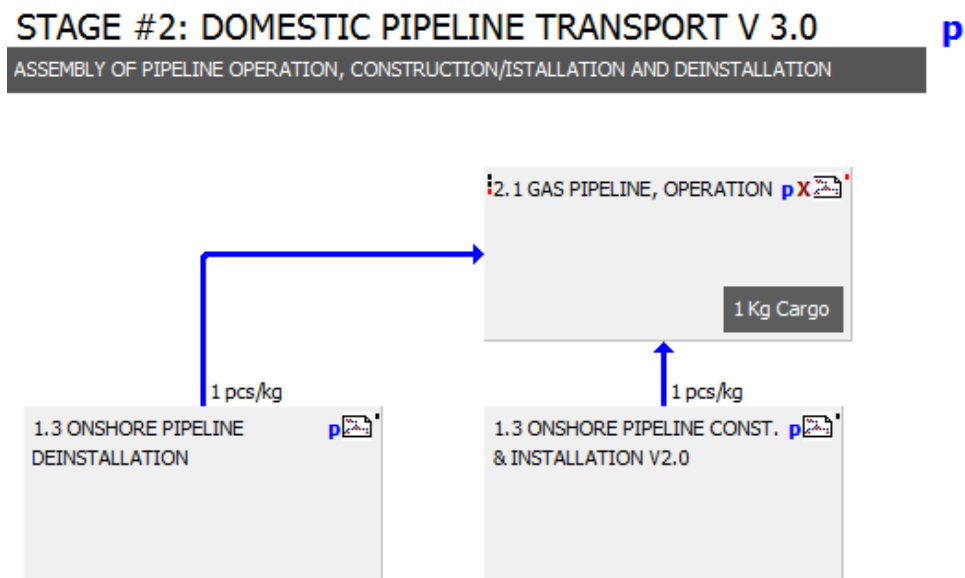 STAGE #2: DOMESTIC PIPELINE TRANSPORT V 3.0 p
ASSEMBLY OF PIPELINE OPERATION, CONSTRUCTION/ISTALLATION AND DEINSTALLATION
2.1 GAS PIPELINE, OPERATION p X
1 Kg Cargo
1 pcs/kg
1 pcs/kg
1.3 ONSHORE PIPELINE p
DEINSTALLATION
1.3 ONSHORE PIPELINE CONST. p
& INSTALLATION V2.0